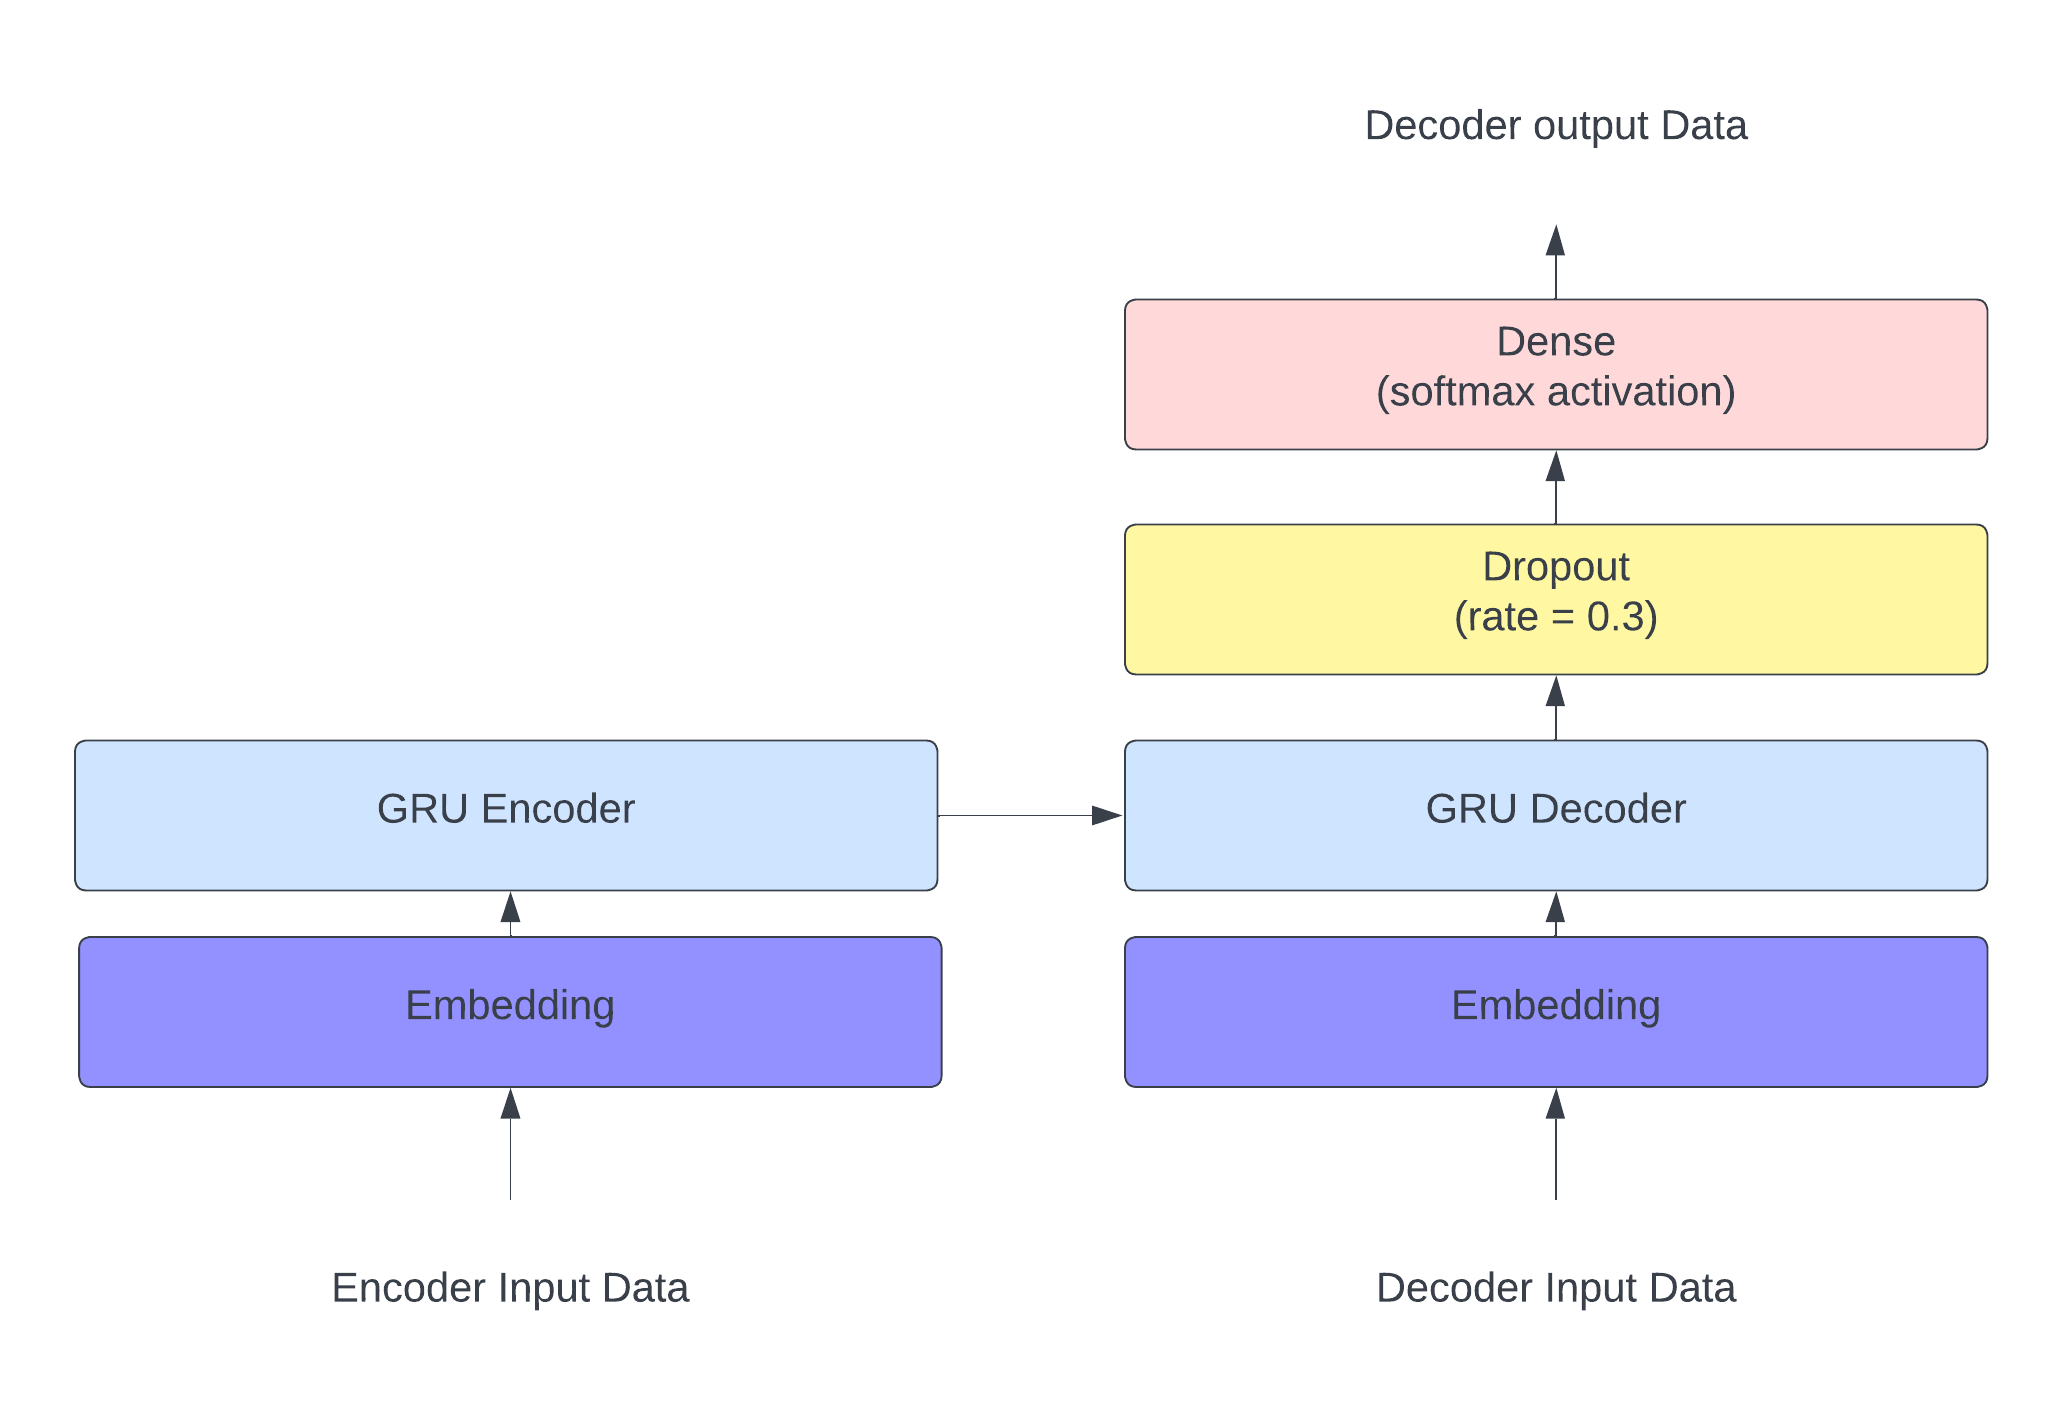 Decoder output Data
Dense
(softmax activation)
Dropout
(rate = 0.3)
GRU Encoder
GRU Decoder
Embedding
Embedding
Encoder Input Data
Decoder Input Data